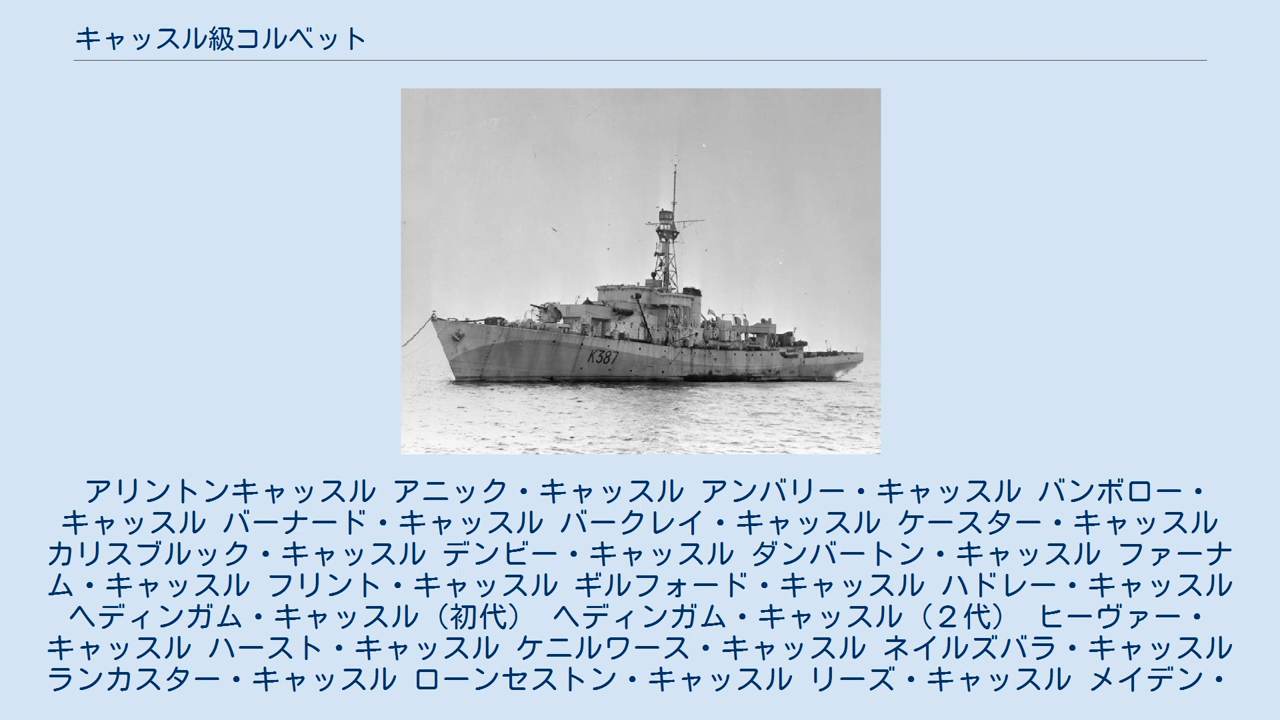 キャッスル級コルベット
K387
アリントンキャッスル アニック・キャッスル アンバリー・キャッスル バンボロー・
キャッスル バーナード・キャッスル バークレイ・キャッスル ケースター・キャッスル
カリスブルック・キャッスル デンビー・キャッスル ダンバートン・キャッスル ファーナ
ム・キャッスル フリント・キャッスル ギルフォード・キャッスル ハドレー・キャッスル
ヘディンガム・キャッスル（初代） ヘディンガム・キャッスル（２代） ヒーヴァー・
キャッスル ハースト・キャッスル ケニルワース・キャッスル ネイルズバラ・キャッスル
ランカスター・キャッスル ローンセストン・キャッスル リーズ・キャッスル メイデン・